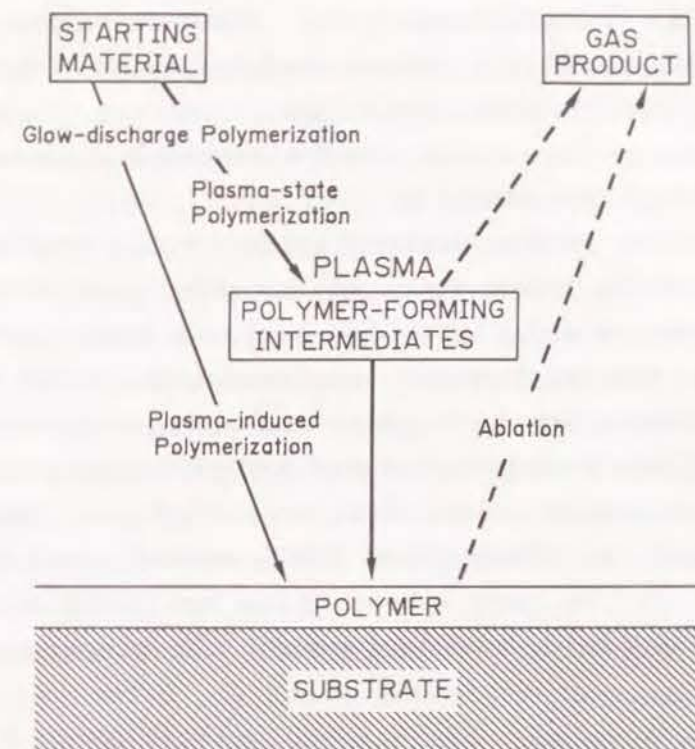 STARTING
MATERIAL
GAS
PRODUCT
Glow-discharge Polymerization
Plasma-state
Polymerization
PLASMA
POLYMER-FORMING
INTERMEDIATES
Plasma-induced
Polymerization
Ablation
POLYMER
SUBSTRATE